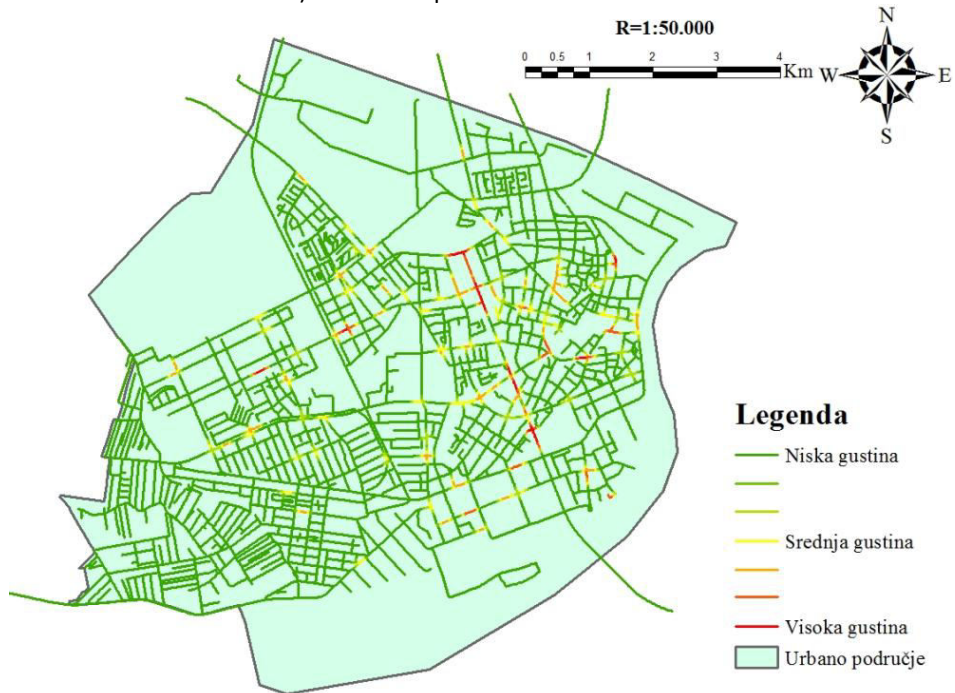 R=1:50.000
0 0.5 1 2 3 4
Km
N
W E
S
Legenda
Niska gustina
Srednja gustina
Visoka gustina
Urbano područje